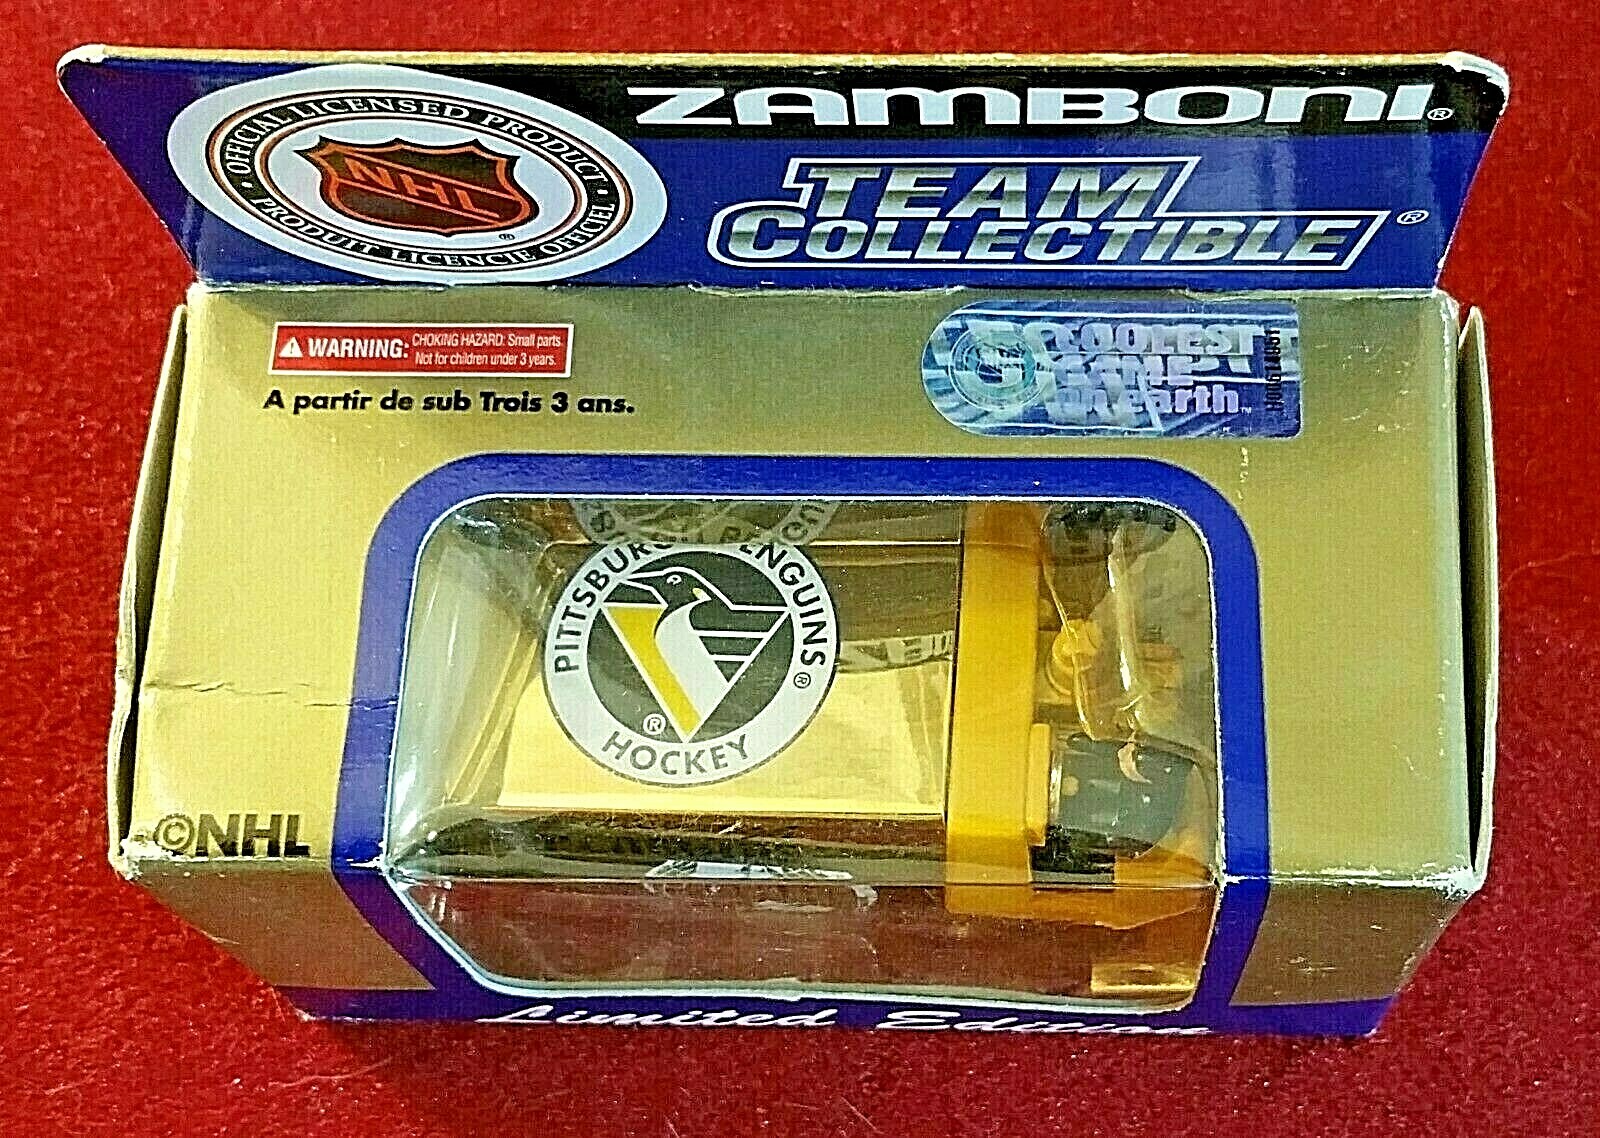 ZAMBONI®
OFFICIAL LICENSED PRODUCT
NHL
®
PRODUIT LICENCIE OFFICIEL
TEAM
COLLECTIBLE®
WARNING: CHOKING HAZARD: Small parts.
Not for children under 3 years.
A partir de sub Trois 3 ans.
COOLEST
GAME
on earth™
PITTSBURGH PENGUINS®
®
HOCKEY
©NHL
Limited Edition